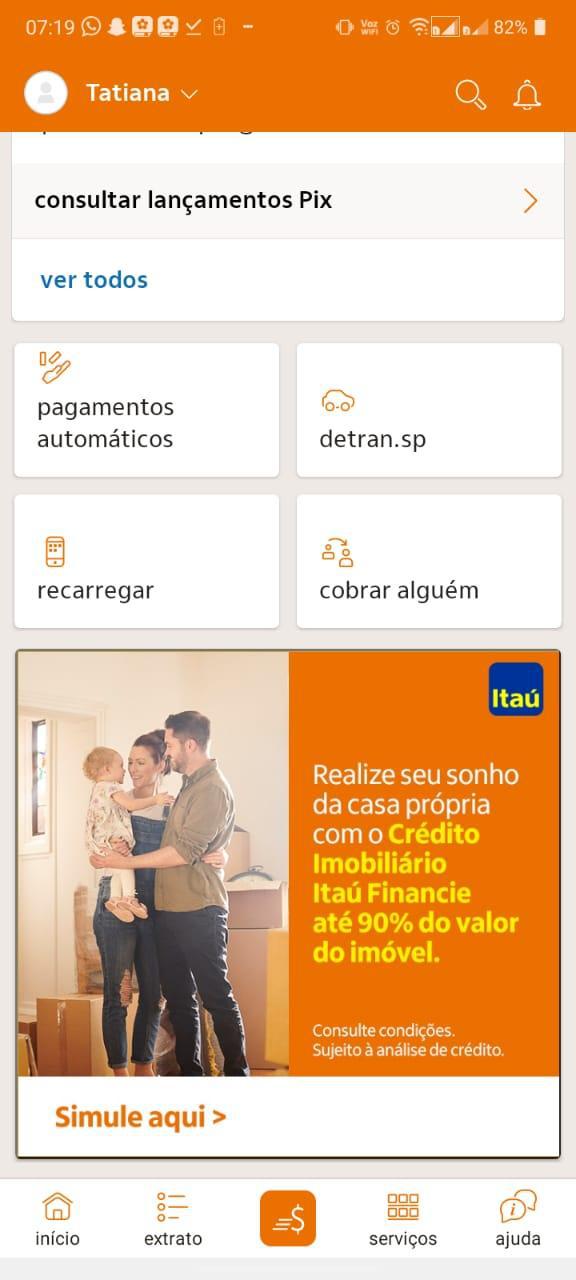 07:19
Voz
WiFi
82%
Tatiana
consultar lançamentos Pix
ver todos
pagamentos
automáticos
detran.sp
recarregar
cobrar alguém
Itaú
Realize seu sonho
da casa própria
com o Crédito
Imobiliário
Itaú Financie
até 90% do valor
do imóvel.
Consulte condições.
Sujeito à análise de crédito.
Simule aqui >
início
extrato
serviços
ajuda